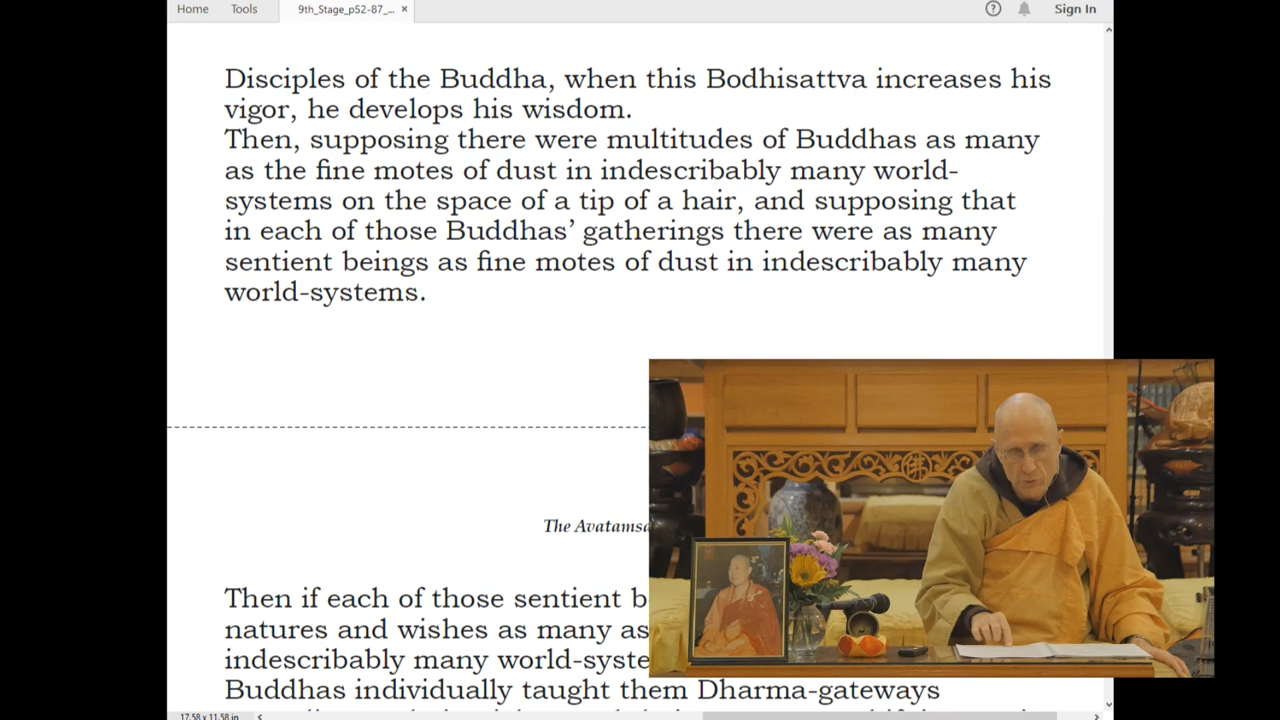 Home Tools 9th_Stage_p52-87_... × ? Sign In
Disciples of the Buddha, when this Bodhisattva increases his
vigor, he develops his wisdom.
Then, supposing there were multitudes of Buddhas as many
as the fine motes of dust in indescribably many world-
systems on the space of a tip of a hair, and supposing that
in each of those Buddhas’ gatherings there were as many
sentient beings as fine motes of dust in indescribably many
world-systems.
佛
The Avatamsa
Then if each of those sentient b
natures and wishes as many as
indescribably many world-syste
Buddhas individually taught them Dharma-gateways
17.58 x 11.58 in